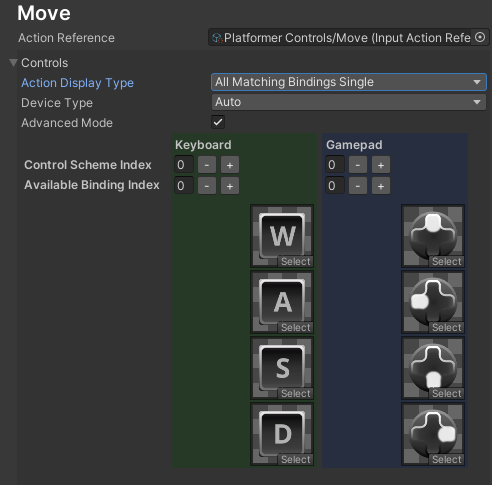 Move
Action Reference Platformer Controls/Move (Input Action Refe
Controls
Action Display Type All Matching Bindings Single
Device Type Auto
Advanced Mode
Keyboard Gamepad
Control Scheme Index 0 - + 0 - +
Available Binding Index 0 - + 0 - +
W
Select Select
A
Select Select
S
Select Select
D
Select Select